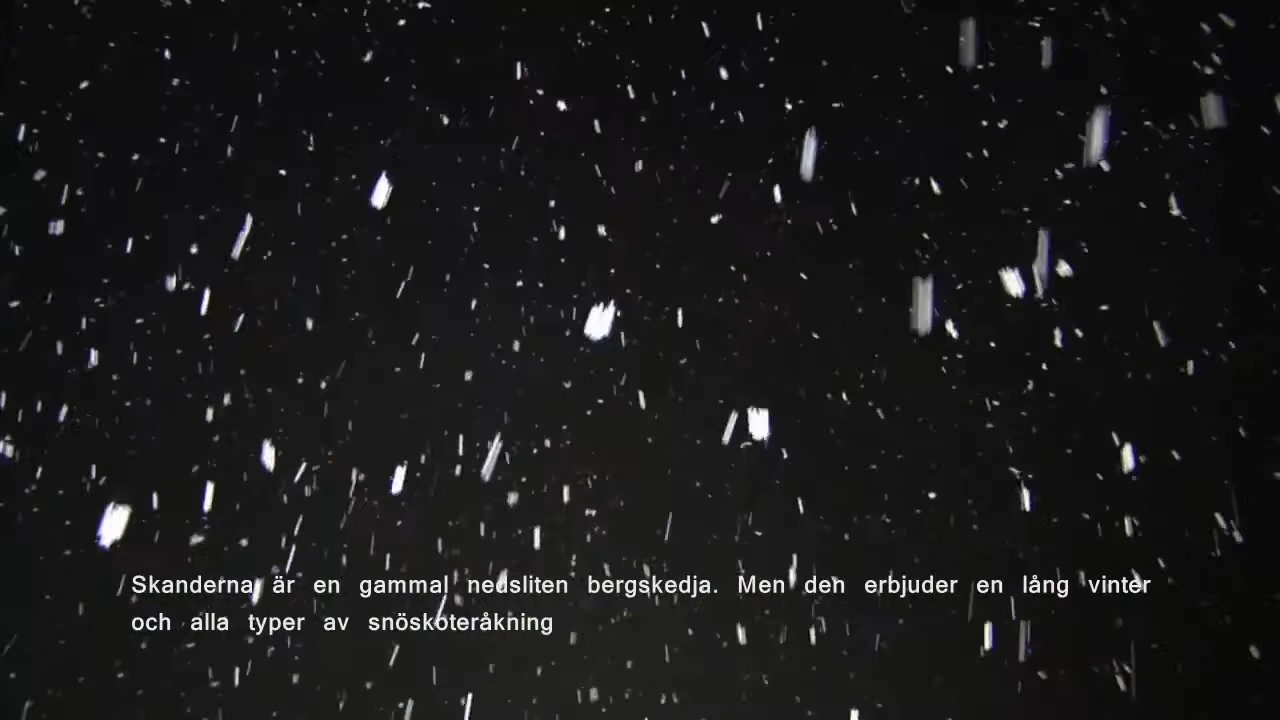 Skanderna är en gammal nedsliten bergskedja. Men den erbjuder en lång vinter
och alla typer av snöskoteråkning